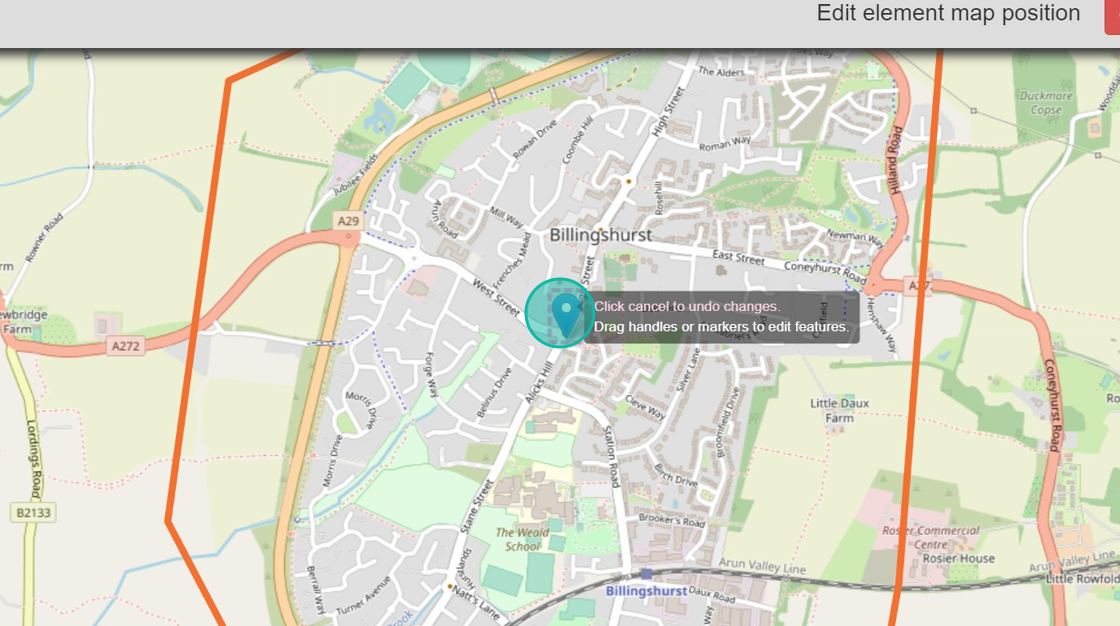 Edit element map position
The Alders
High Street
Duckmore
Copse
Rowan Drive
Coombe Hill
Roman Way
Hilland Road
Jubilee Fields
Rosehill
Arun Road
Mill Way
A29
Rowner Road
Billingshurst
Newman Way
Frenches Mead
Street
East Street
Coneyhurst Road
West Street
Click cancel to undo changes.
Drag handles or markers to edit features.
Henshaw Way
ewbridge
Farm
A272
Forge Way
Silver Lane
Coneyhurst Road
Belinus Drive
Alicks Hill
Morris Drive
Cleve Way
Broomfield Drive
Little Daux
Farm
Lordings Road
Morris Drive
Station Road
Birch Drive
B2133
Stane Street
Brooker's Road
The Weald
School
Rosier Commercial
Centre
Rosier House
Arun Valley Line
Arun Valley Line
Little Rowfold
Berrall Way
Turner Avenue
Natt's Lane
Billingshurst
Daux Road
Way
Brook